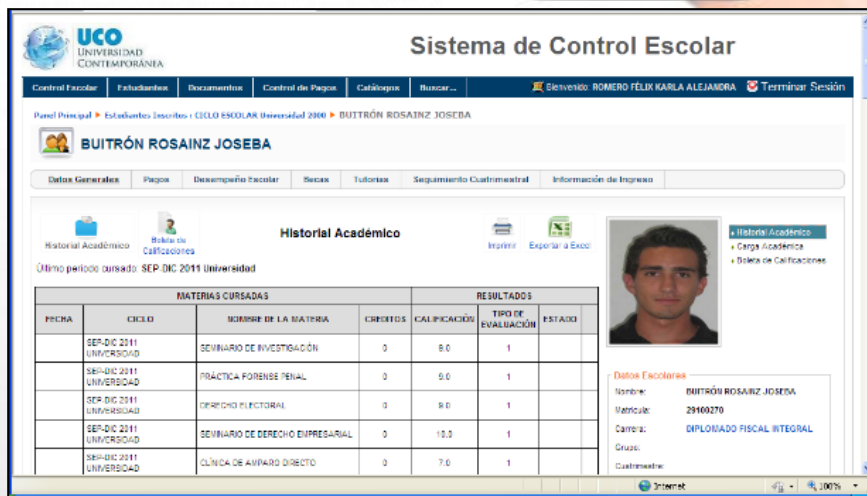 UCO
UNIVERSIDAD
CONTEMPORÁNEA
Sistema de Control Escolar
Control Escolar Estudiantes Documentos Control de Pagos Catálogos Buscar... Bienvenido: ROMERO FÉLIX KARLA ALEJANDRA Terminar Sesión
Panel Principal Estudiantes Inscritos : CICLO ESCOLAR Universidad 2000 BUITRÓN ROSAINZ JOSEBA
BUITRÓN ROSAINZ JOSEBA
Datos Generales Pagos Desempeño Escolar Becas Tutorias Seguimiento Cuatrimestral Información de Ingreso
Historial Académico
Boleta de
Calificaciones
Historial Académico
Imprimir Exportar a Excel
Historial Académico
Carga Académica
Boleta de Calificaciones
Último periodo cursado: SEP-DIC 2011 Universidad
MATERIAS CURSADAS RESULTADOS
FECHA CICLO NOMBRE DE LA MATERIA CREDITOS CALIFICACIÓN TIPO DE EVALUACIÓN ESTADO
SEP-DIC 2011 UNIVERSIDAD SEMINARIO DE INVESTIGACIÓN 0 9.0 1
SEP-DIC 2011 UNIVERSIDAD PRÁCTICA FORENSE PENAL 0 9.0 1
SEP-DIC 2011 UNIVERSIDAD DERECHO ELECTORAL 0 9.0 1
SEP-DIC 2011 UNIVERSIDAD SEMINARIO DE DERECHO EMPRESARIAL 0 10.0 1
SEP-DIC 2011 UNIVERSIDAD CLÍNICA DE AMPARO DIRECTO 0 7.0 1
Datos Escolares
Nombre: BUITRÓN ROSAINZ JOSEBA
Matricula: 29100270
Carrera: DIPLOMADO FISCAL INTEGRAL
Grupo:
Cuatrimestre:
Internet 100%